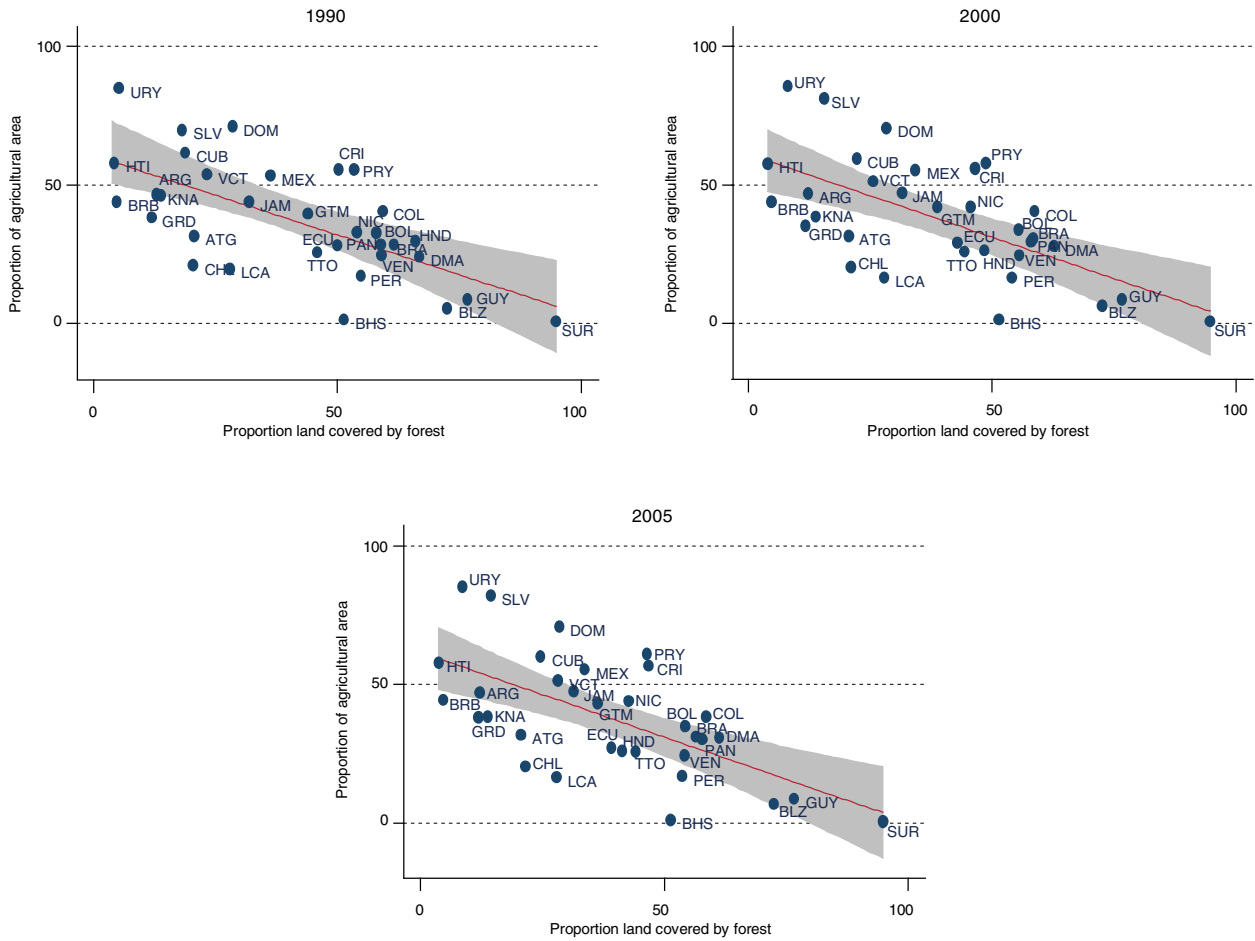 1990
100
50
0
Proportion of agricultural area
URY
SLV
DOM
CUB
HTI
ARG
VCT
MEX
CRI
PRY
BRB
KNA
JAM
GRD
GTM
COL
NIC
BOL
HND
ATG
ECU
PAN
BRA
TTO
VEN
DMA
CHL
LCA
PER
GUY
BLZ
BHS
SUR
0
50
100
Proportion land covered by forest
2000
100
50
0
Proportion of agricultural area
URY
SLV
DOM
HTI
CUB
VCT
MEX
PRY
CRI
ARG
JAM
BRB
KNA
GTM
NIC
COL
GRD
BOL
ATG
ECU
BRA
PAN
DMA
TTO
HND
VEN
CHL
LCA
PER
GUY
BLZ
BHS
SUR
0
50
100
Proportion land covered by forest
2005
100
50
0
Proportion of agricultural area
URY
SLV
DOM
HTI
CUB
MEX
PRY
CRI
VCT
ARG
JAM
NIC
BRB
KNA
GTM
BOL
COL
GRD
ATG
ECU
HND
BRA
DMA
PAN
CHL
TTO
VEN
LCA
PER
GUY
BLZ
BHS
SUR
0
50
100
Proportion land covered by forest